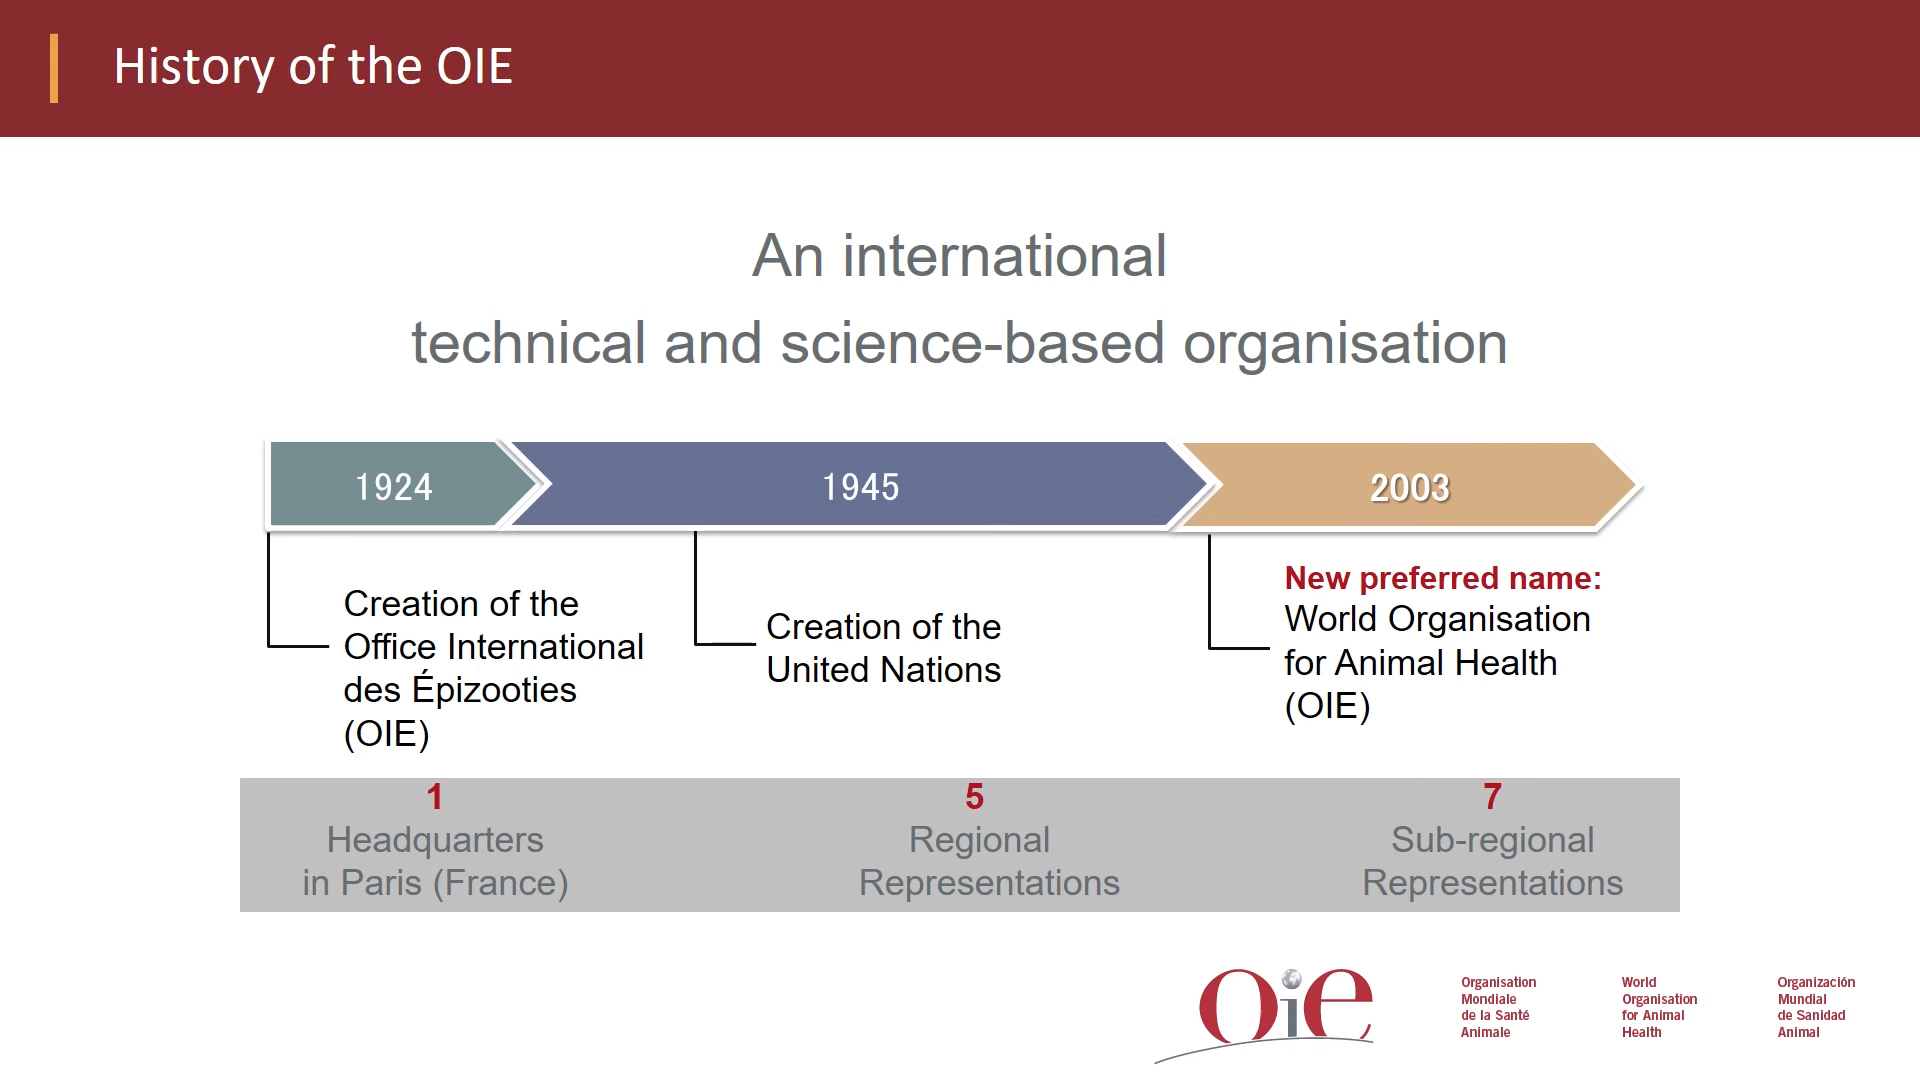 History of the OIE
An international
technical and science-based organisation
1924
1945
2003
Creation of the
Office International
des Épizooties
(OIE)
Creation of the
United Nations
New preferred name:
World Organisation
for Animal Health
(OIE)
1
Headquarters
in Paris (France)
5
Regional
Representations
7
Sub-regional
Representations
oie
Organisation
Mondiale
de la Santé
Animale
World
Organisation
for Animal
Health
Organización
Mundial
de Sanidad
Animal